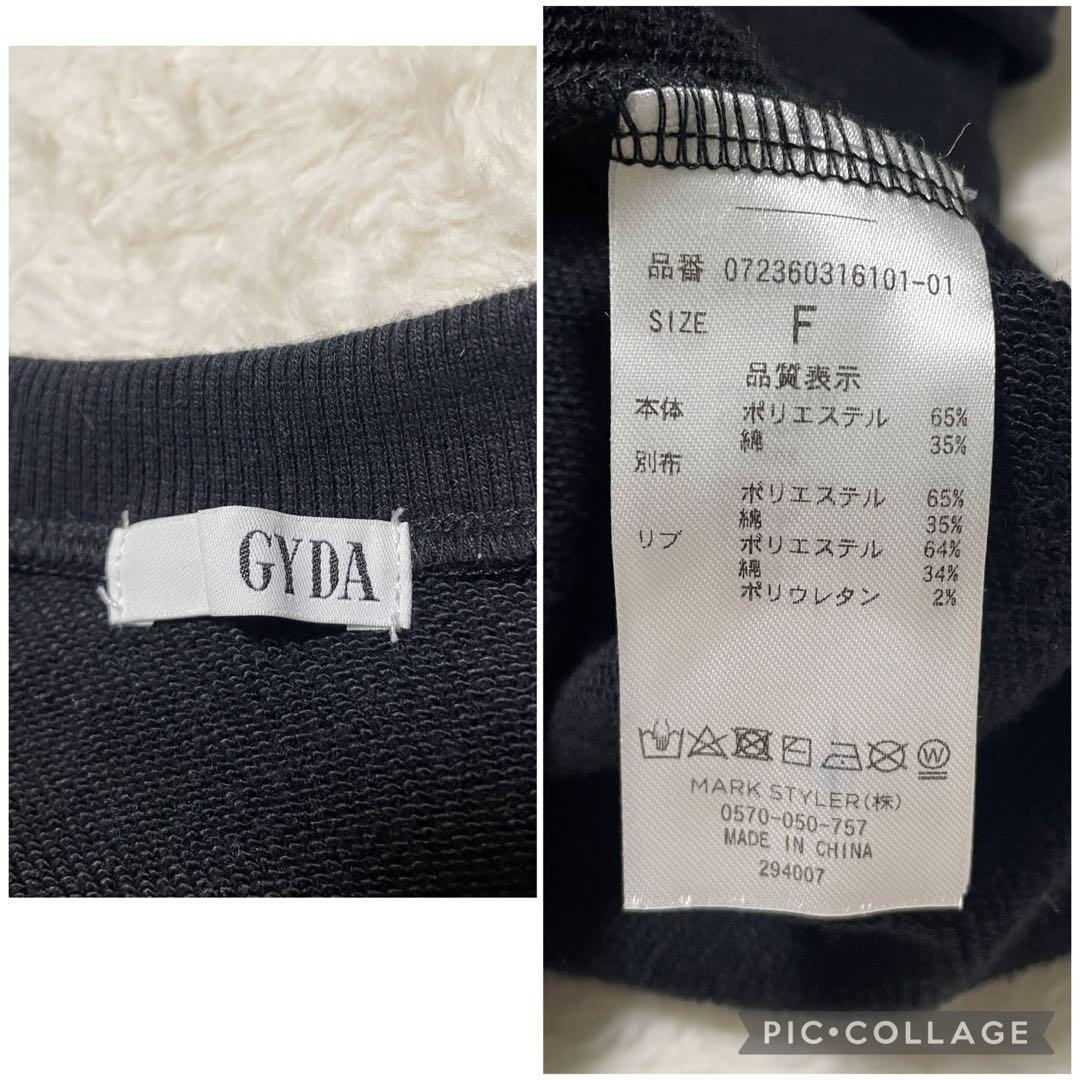 GYDA
品番 072360316101-01
SIZE F
品質表示
本体 ポリエステル 65%
綿 35%
別布
ポリエステル 65%
綿 35%
リブ ポリエステル 64%
綿 34%
ポリウレタン 2%
W
MARK STYLER(株)
0570-050-757
MADE IN CHINA
294007
PIC•COLLAGE